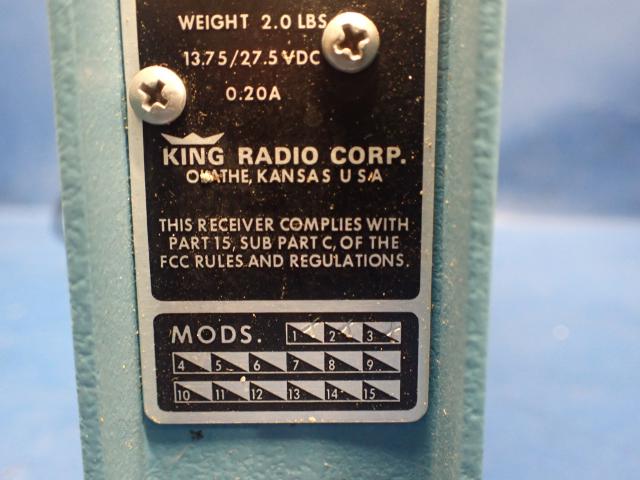 WEIGHT 2.0 LBS
13.75/27.5 VDC
0.20A
KING RADIO CORP.
OLATHE, KANSAS U S A
THIS RECEIVER COMPLIES WITH
PART 15, SUB PART C, OF THE
FCC RULES AND REGULATIONS.
MODS. 1 2 3
4 5 6 7 8 9
10 11 12 13 14 15